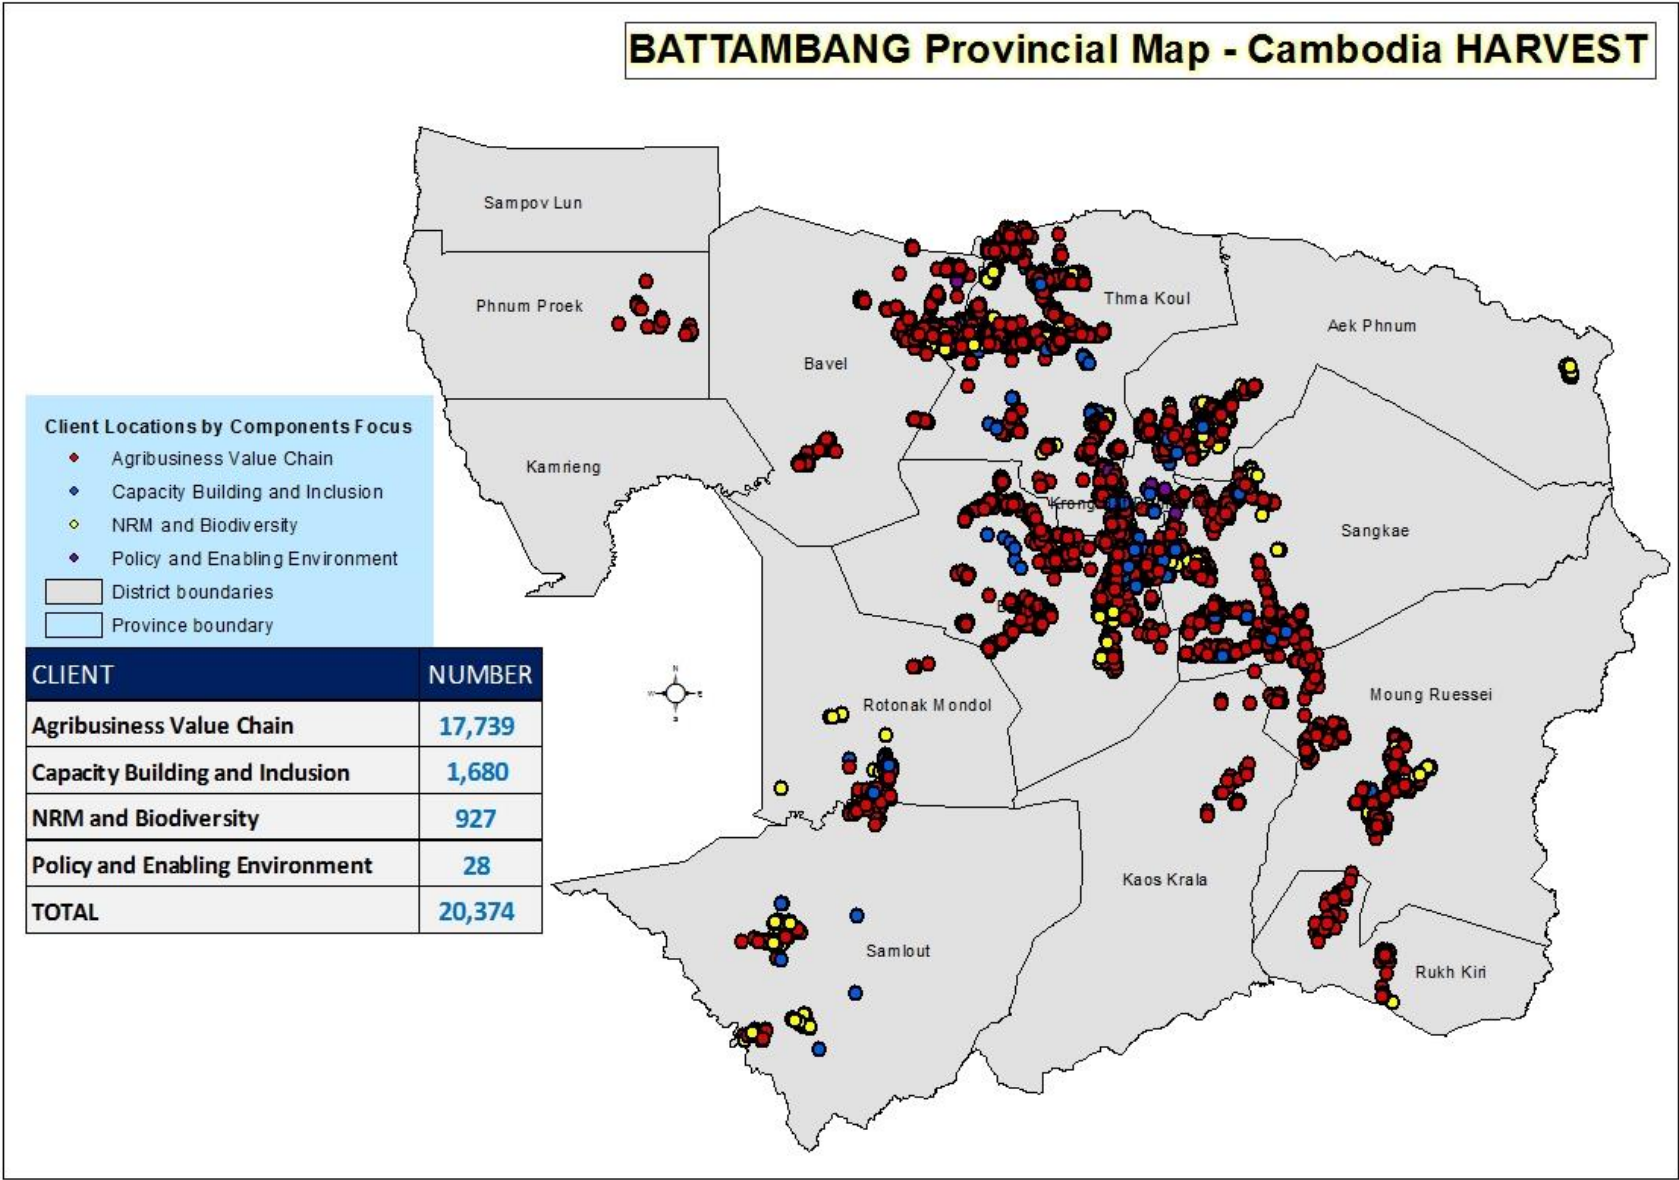 BATTAMBANG Provincial Map - Cambodia HARVEST
Sampov Lun
Phnum Proek
Thma Koul
Aek Phnum
Bavel
Kamrieng
Krong
Sangkae
Rotonak Mondol
Moung Ruessei
Kaos Krala
Samlout
Rukh Kiri
N
W
E
S
Client Locations by Components Focus
Agribusiness Value Chain
Capacity Building and Inclusion
NRM and Biodiversity
Policy and Enabling Environment
District boundaries
Province boundary
CLIENT NUMBER
Agribusiness Value Chain 17,739
Capacity Building and Inclusion 1,680
NRM and Biodiversity 927
Policy and Enabling Environment 28
TOTAL 20,374